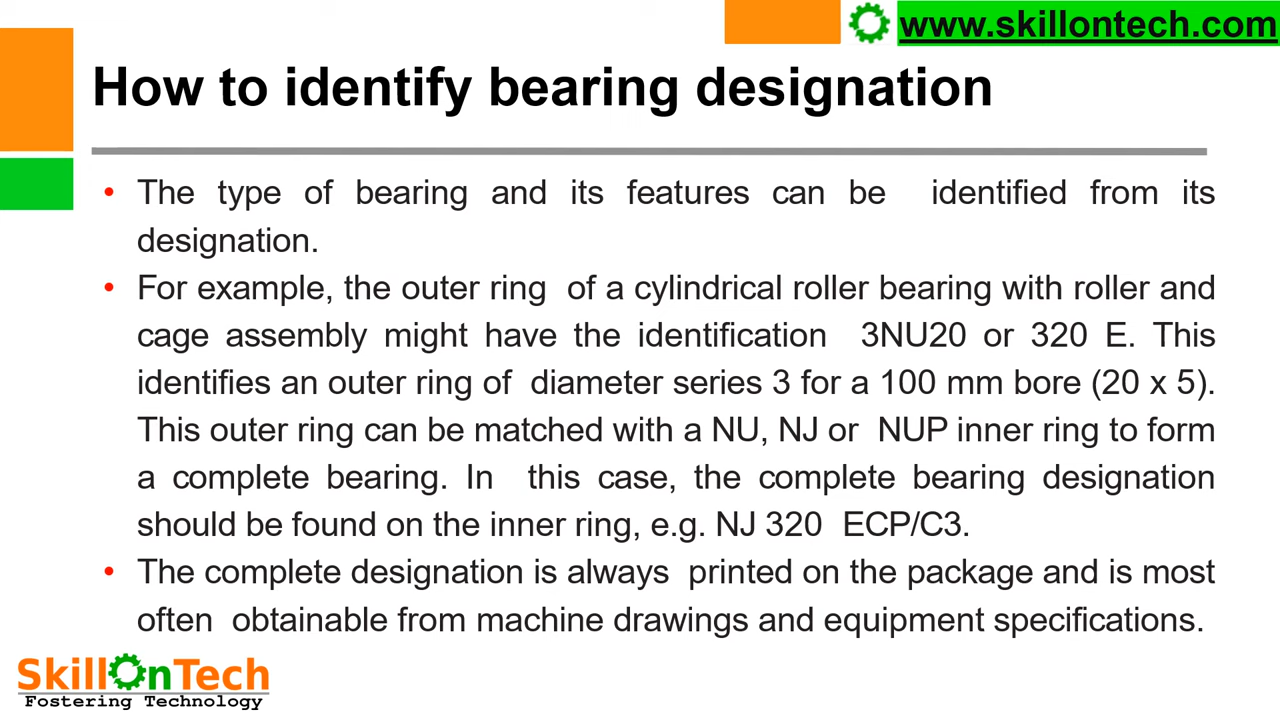 www.skillontech.com
How to identify bearing designation
• The type of bearing and its features can be identified from its
designation.
• For example, the outer ring of a cylindrical roller bearing with roller and
cage assembly might have the identification 3NU20 or 320 E. This
identifies an outer ring of diameter series 3 for a 100 mm bore (20 x 5).
This outer ring can be matched with a NU, NJ or NUP inner ring to form
a complete bearing. In this case, the complete bearing designation
should be found on the inner ring, e.g. NJ 320 ECP/C3.
• The complete designation is always printed on the package and is most
often obtainable from machine drawings and equipment specifications.
SkillOnTech
Fostering Technology